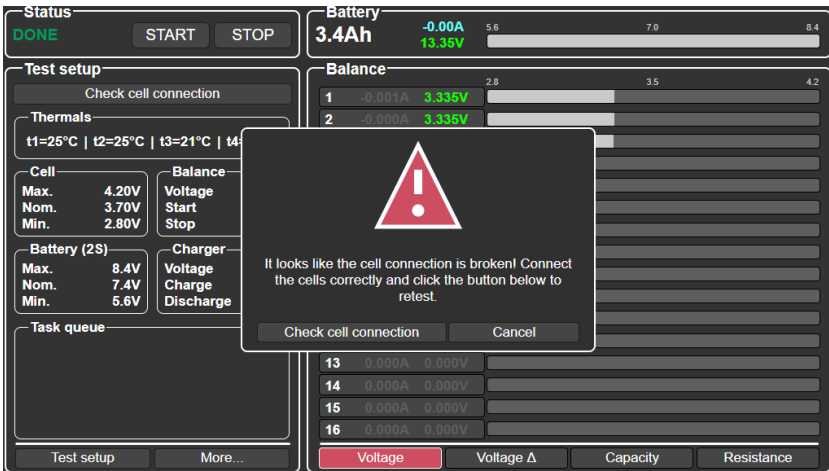 Status
DONE START STOP
Battery
3.4Ah -0.00A 13.35V
5.6 7.0 8.4
Test setup
Check cell connection
Thermals
t1=25°C | t2=25°C | t3=21°C | t4=
Cell
Max. 4.20V
Nom. 3.70V
Min. 2.80V
Balance
Voltage
Start
Stop
Battery (2S)
Max. 8.4V
Nom. 7.4V
Min. 5.6V
Charger
Voltage
Charge
Discharge
Task queue
Test setup More...
Balance
2.8 3.5 4.2
1 -0.001A 3.335V
2 -0.000A 3.335V
It looks like the cell connection is broken! Connect
the cells correctly and click the button below to
retest.
Check cell connection Cancel
13 0.000A 0.000V
14 0.000A 0.000V
15 0.000A 0.000V
16 0.000A 0.000V
Voltage Voltage Δ Capacity Resistance